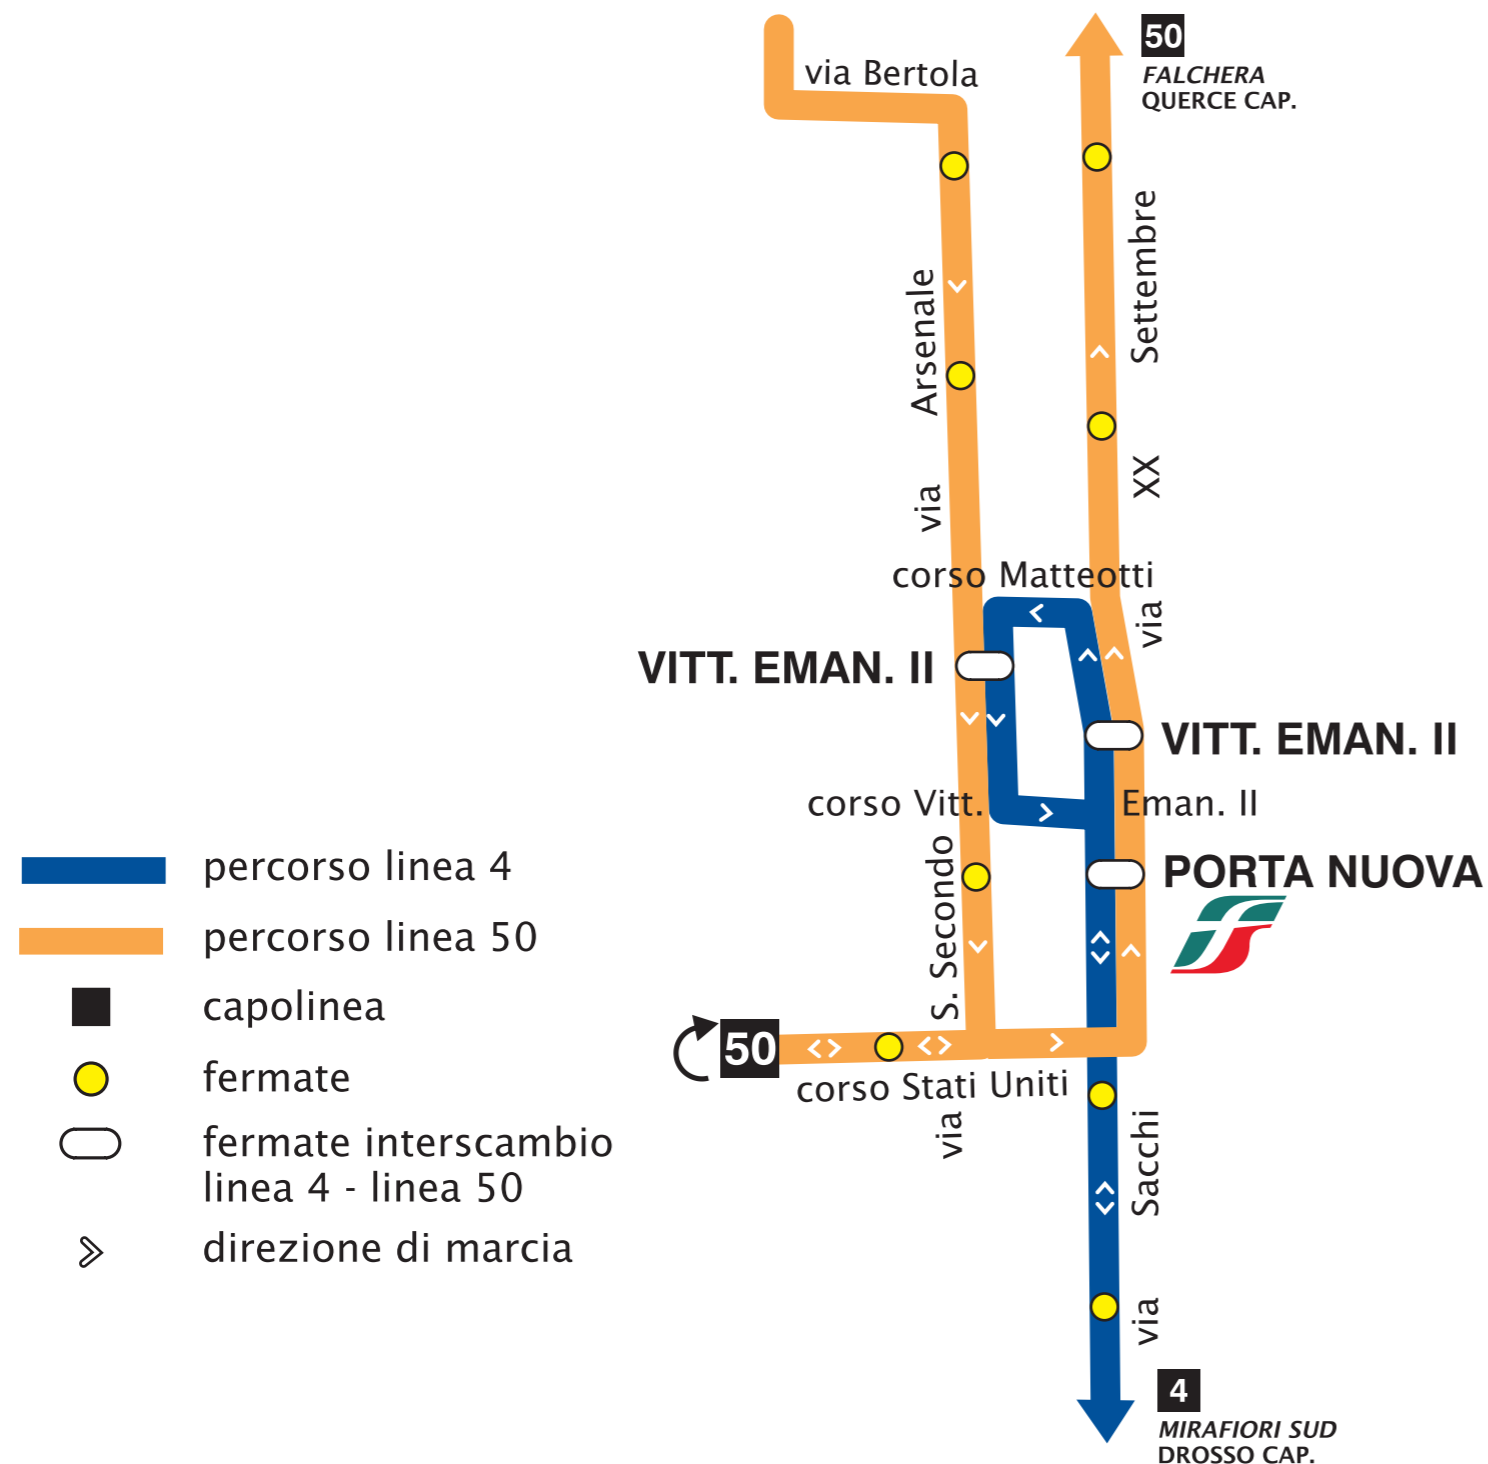 50
FALCHERA
QUERCE CAP.
via Bertola
via Arsenale
via XX Settembre
corso Matteotti
VITT. EMAN. II
VITT. EMAN. II
corso Vitt. Eman. II
PORTA NUOVA
via S. Secondo
50
corso Stati Uniti
via Sacchi
4
MIRAFIORI SUD
DROSSO CAP.
percorso linea 4
percorso linea 50
capolinea
fermate
fermate interscambio
linea 4 - linea 50
direzione di marcia